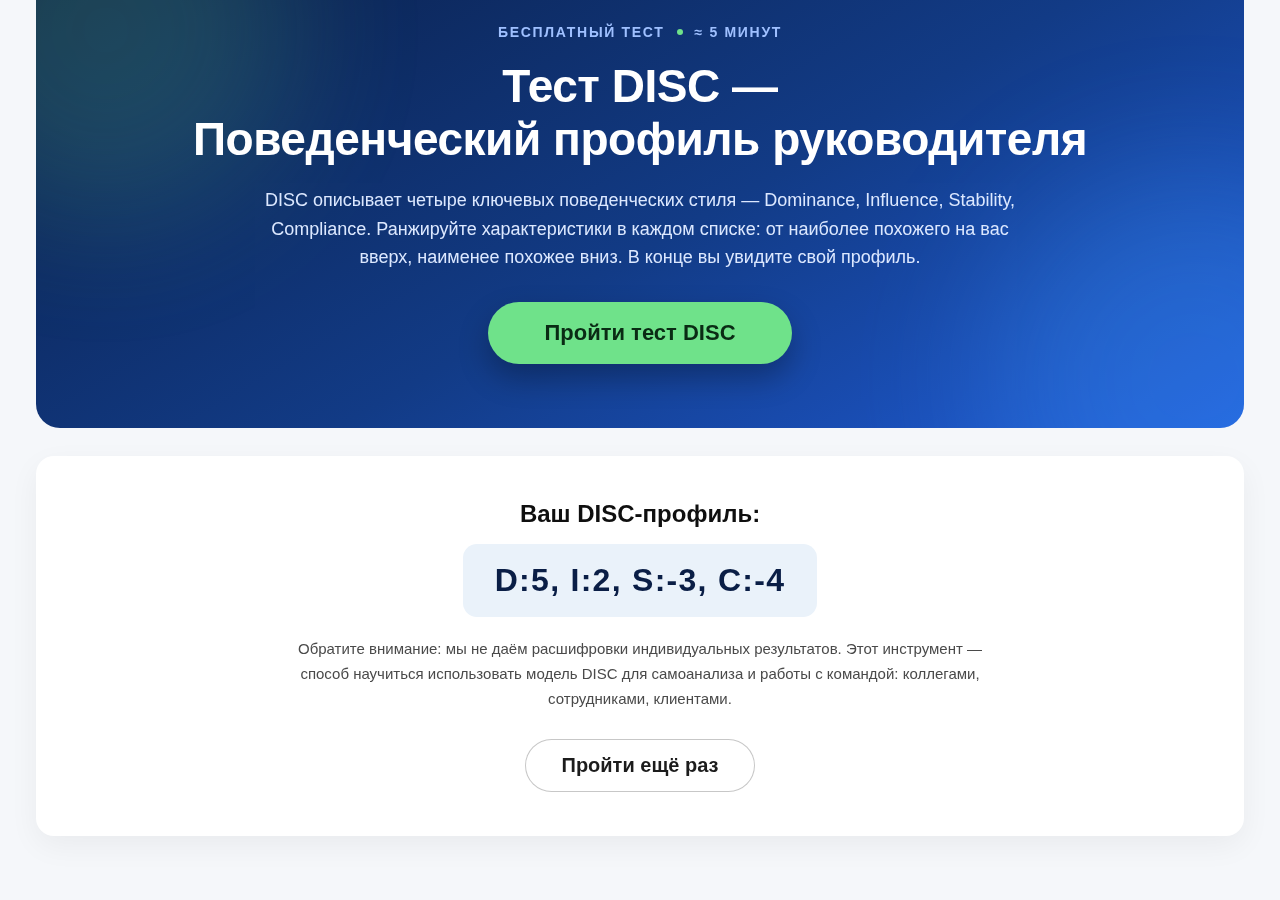 БЕСПЛАТНЫЙ ТЕСТ • ≈ 5 МИНУТ
Тест DISC —
Поведенческий профиль руководителя
DISC описывает четыре ключевых поведенческих стиля — Dominance, Influence, Stability,
Compliance. Ранжируйте характеристики в каждом списке: от наиболее похожего на вас
вверх, наименее похожее вниз. В конце вы увидите свой профиль.
Пройти тест DISC
Ваш DISC-профиль:
D:5, I:2, S:-3, C:-4
Обратите внимание: мы не даём расшифровки индивидуальных результатов. Этот инструмент —
способ научиться использовать модель DISC для самоанализа и работы с командой: коллегами,
сотрудниками, клиентами.
Пройти ещё раз